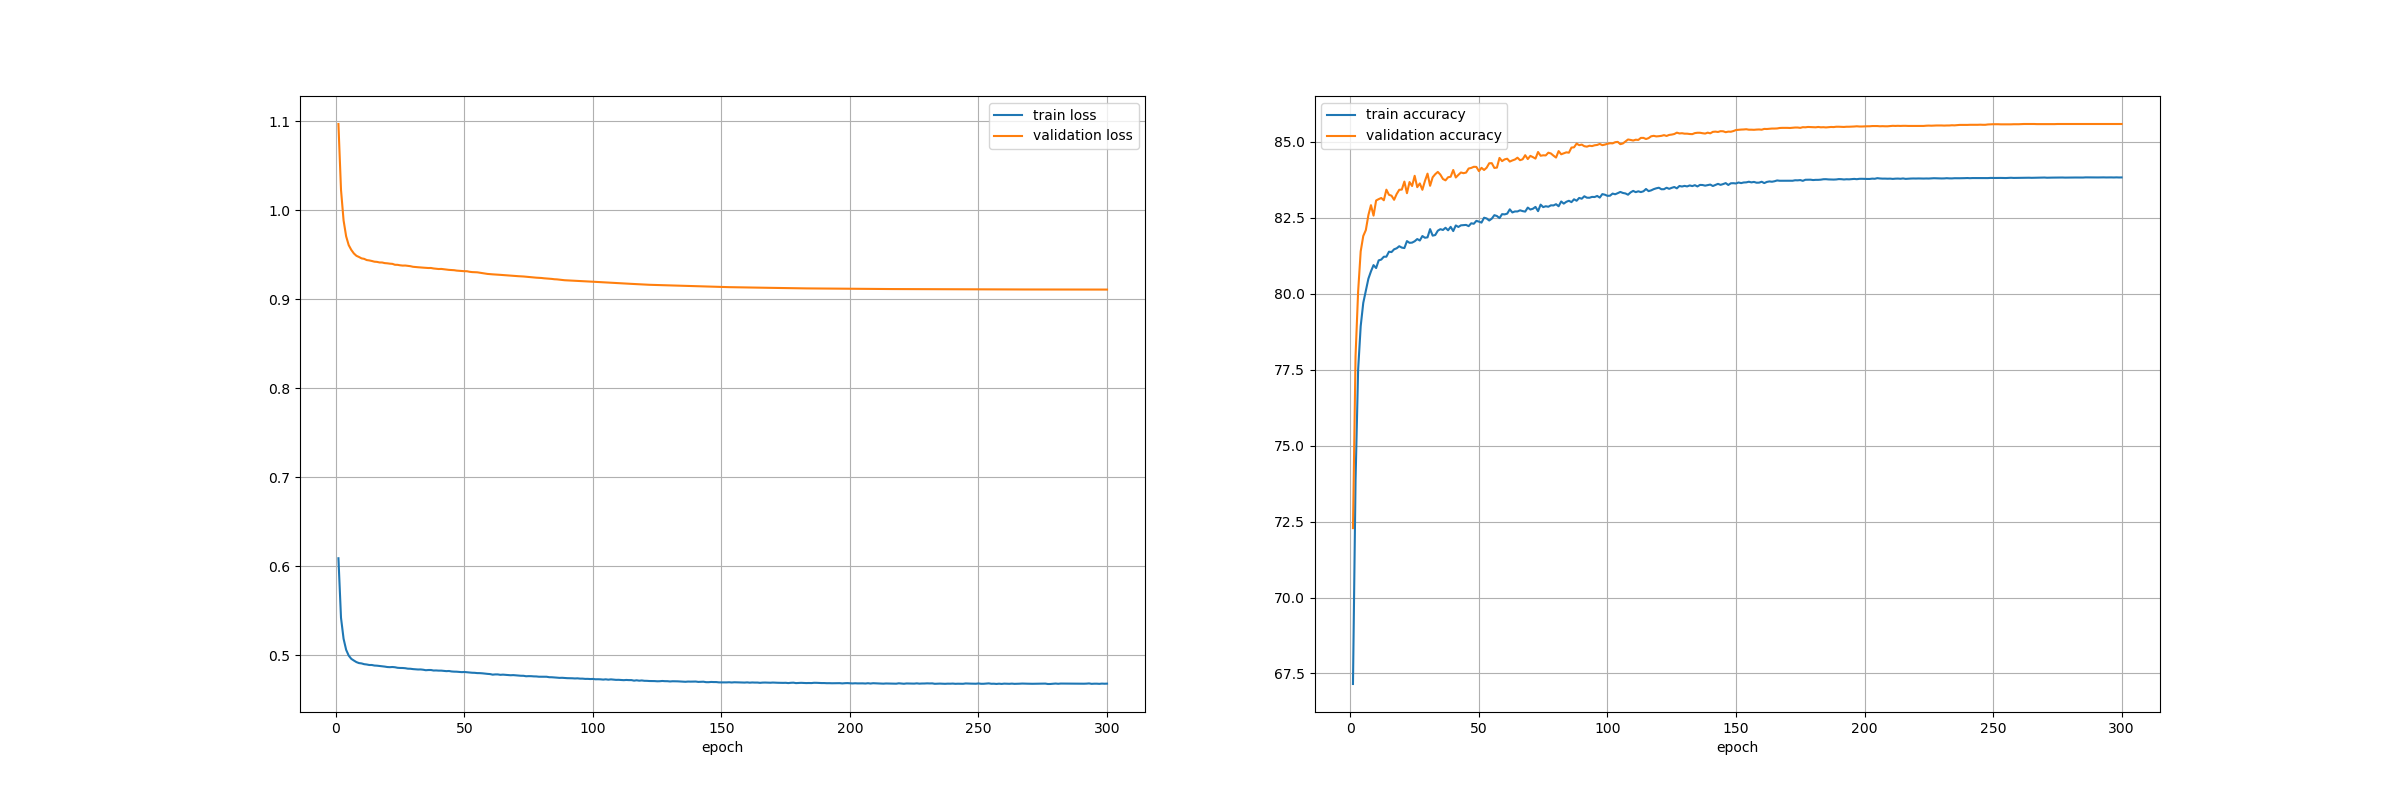 train loss
validation loss
1.1
1.0
0.9
0.8
0.7
0.6
0.5
0 50 100 150 200 250 300
epoch
train accuracy
validation accuracy
85.0
82.5
80.0
77.5
75.0
72.5
70.0
67.5
0 50 100 150 200 250 300
epoch